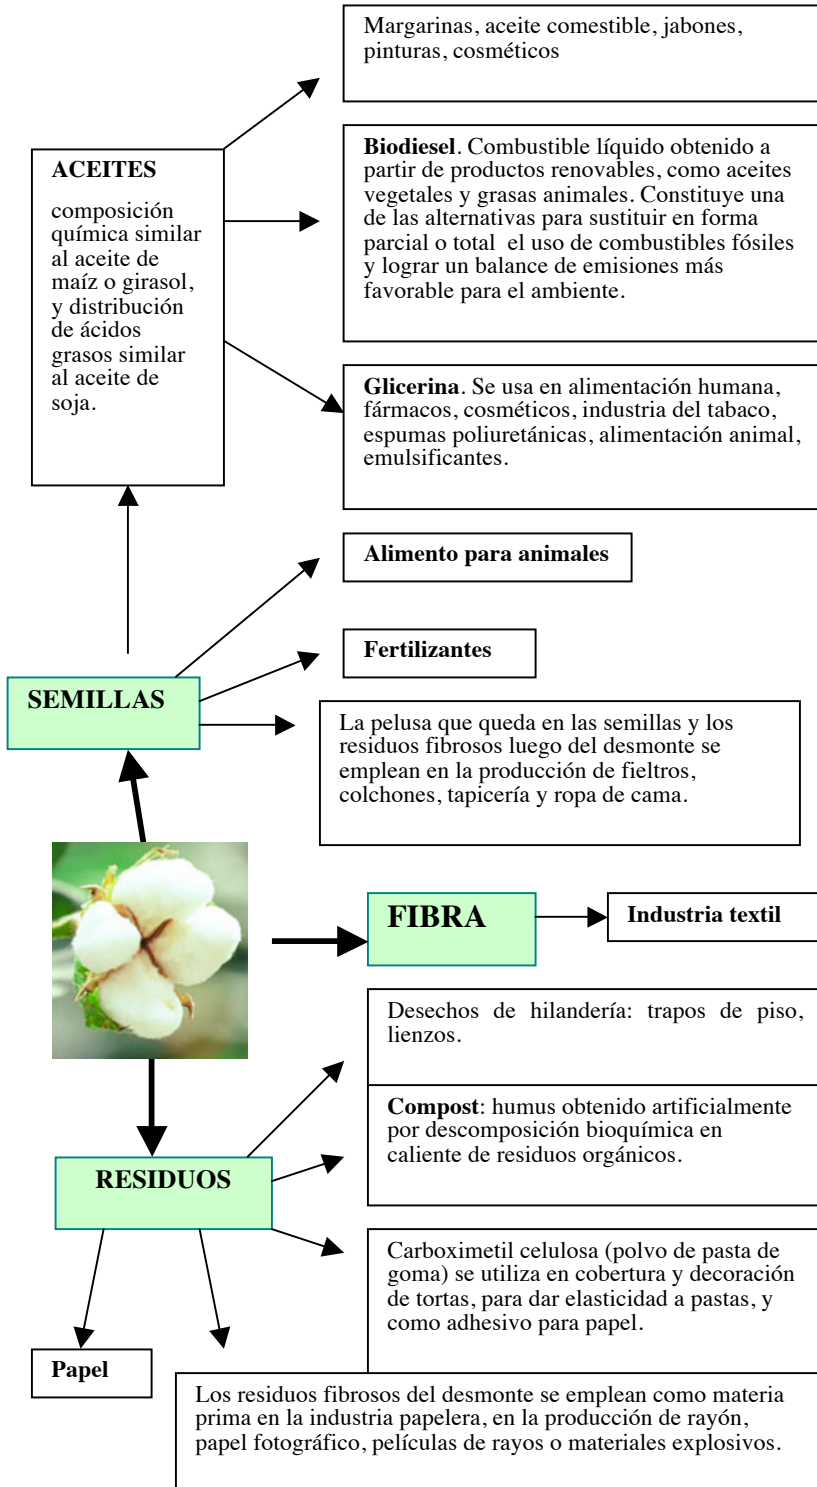 Margarinas, aceite comestible, jabones,
pinturas, cosméticos
ACEITES
composición
química similar
al aceite de
maíz o girasol,
y distribución
de ácidos
grasos similar
al aceite de
soja.
Biodiesel. Combustible líquido obtenido a
partir de productos renovables, como aceites
vegetales y grasas animales. Constituye una
de las alternativas para sustituir en forma
parcial o total el uso de combustibles fósiles
y lograr un balance de emisiones más
favorable para el ambiente.
Glicerina. Se usa en alimentación humana,
fármacos, cosméticos, industria del tabaco,
espumas poliuretánicas, alimentación animal,
emulsificantes.
Alimento para animales
Fertilizantes
SEMILLAS
La pelusa que queda en las semillas y los
residuos fibrosos luego del desmonte se
emplean en la producción de fieltros,
colchones, tapicería y ropa de cama.
FIBRA
Industria textil
Desechos de hilandería: trapos de piso,
lienzos.
Compost: humus obtenido artificialmente
por descomposición bioquímica en
caliente de residuos orgánicos.
RESIDUOS
Carboximetil celulosa (polvo de pasta de
goma) se utiliza en cobertura y decoración
de tortas, para dar elasticidad a pastas, y
como adhesivo para papel.
Papel
Los residuos fibrosos del desmonte se emplean como materia
prima en la industria papelera, en la producción de rayón,
papel fotográfico, películas de rayos o materiales explosivos.